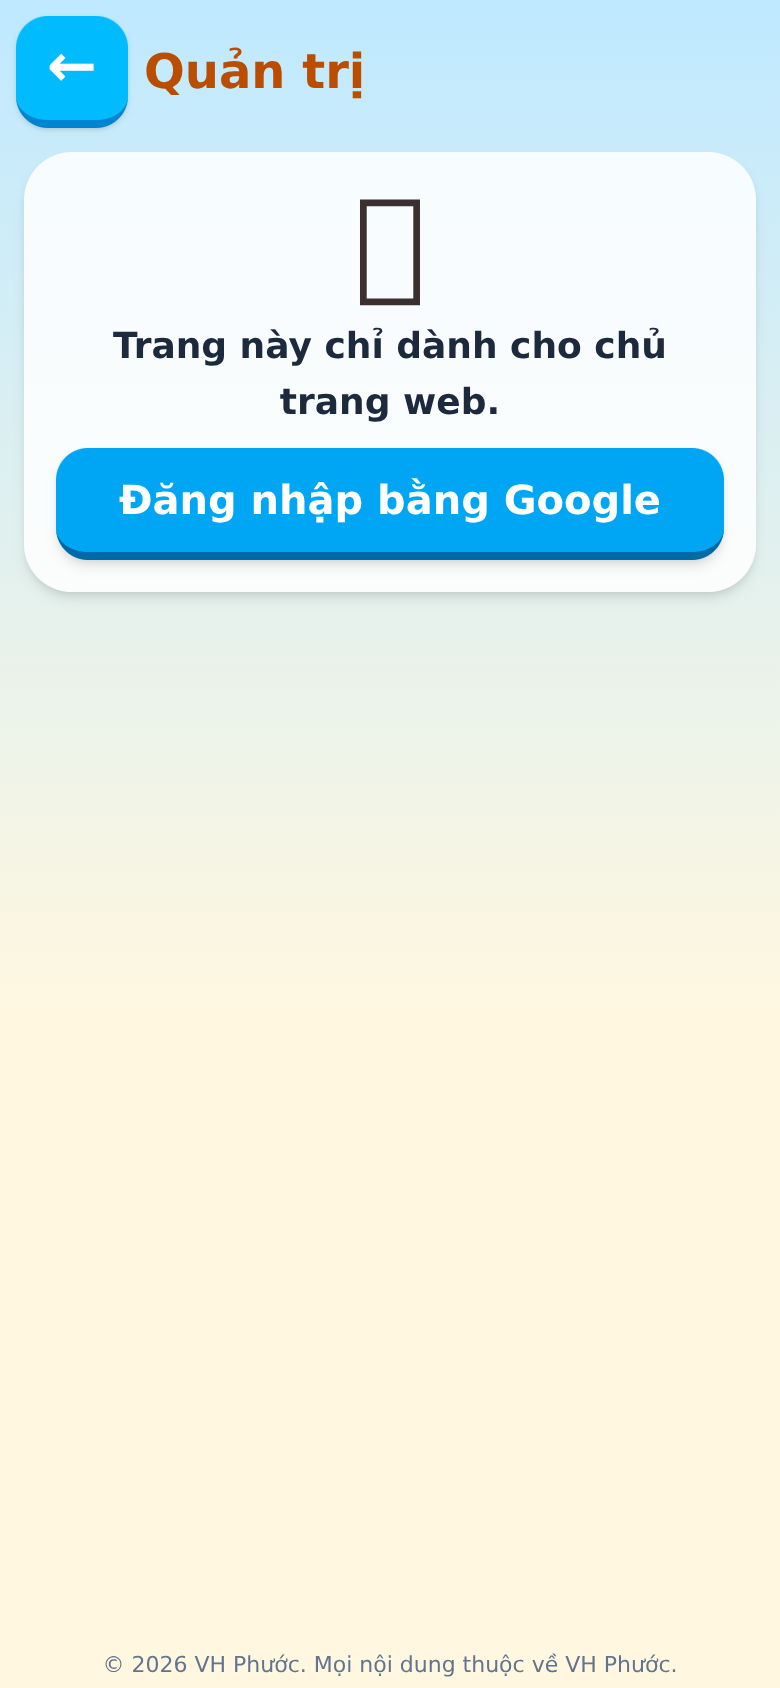 ←
Quản trị
Trang này chỉ dành cho chủ
trang web.
Đăng nhập bằng Google
© 2026 VH Phước. Mọi nội dung thuộc về VH Phước.